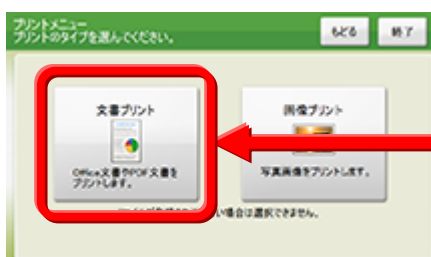 プリントメニュー
プリントのタイプを選んでください。
もどる
終了
文書プリント
Office文書やPDF文書を
プリントします。
画像プリント
写真画像をプリントします。
い場合は選択できません。